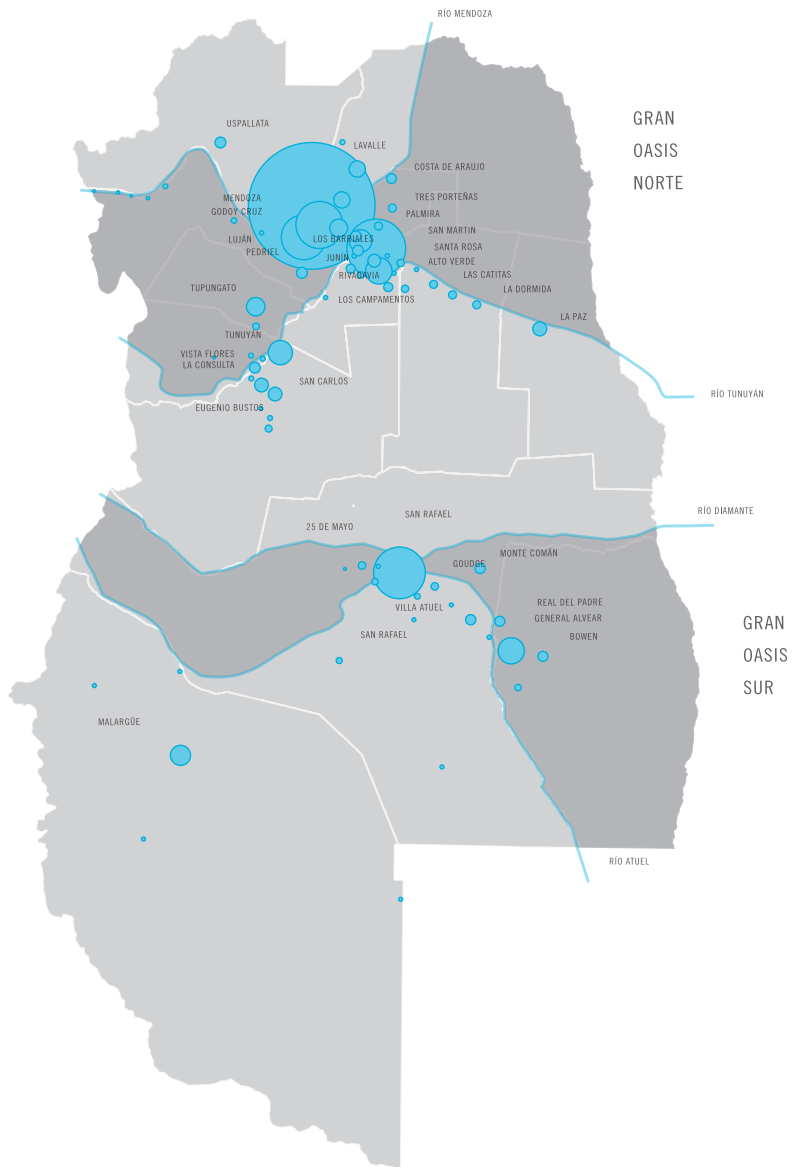 RÍO MENDOZA
GRAN
OASIS
NORTE
USPALLATA
LAVALLE
COSTA DE ARAUJO
TRES PORTEÑAS
MENDOZA
GODOY CRUZ
PALMIRA
SAN MARTIN
LUJÁN
LOS BARRIALES
SANTA ROSA
PEDRIEL
JUNÍN
ALTO VERDE
RIVADAVIA
LAS CATITAS
TUPUNGATO
LA DORMIDA
LOS CAMPAMENTOS
LA PAZ
TUNUYÁN
VISTA FLORES
LA CONSULTA
SAN CARLOS
RÍO TUNUYÁN
EUGENIO BUSTOS
SAN RAFAEL
RÍO DIAMANTE
25 DE MAYO
MONTE COMÁN
GOUDGE
REAL DEL PADRE
VILLA ATUEL
GENERAL ALVEAR
SAN RAFAEL
BOWEN
GRAN
OASIS
SUR
MALARGÜE
RÍO ATUEL